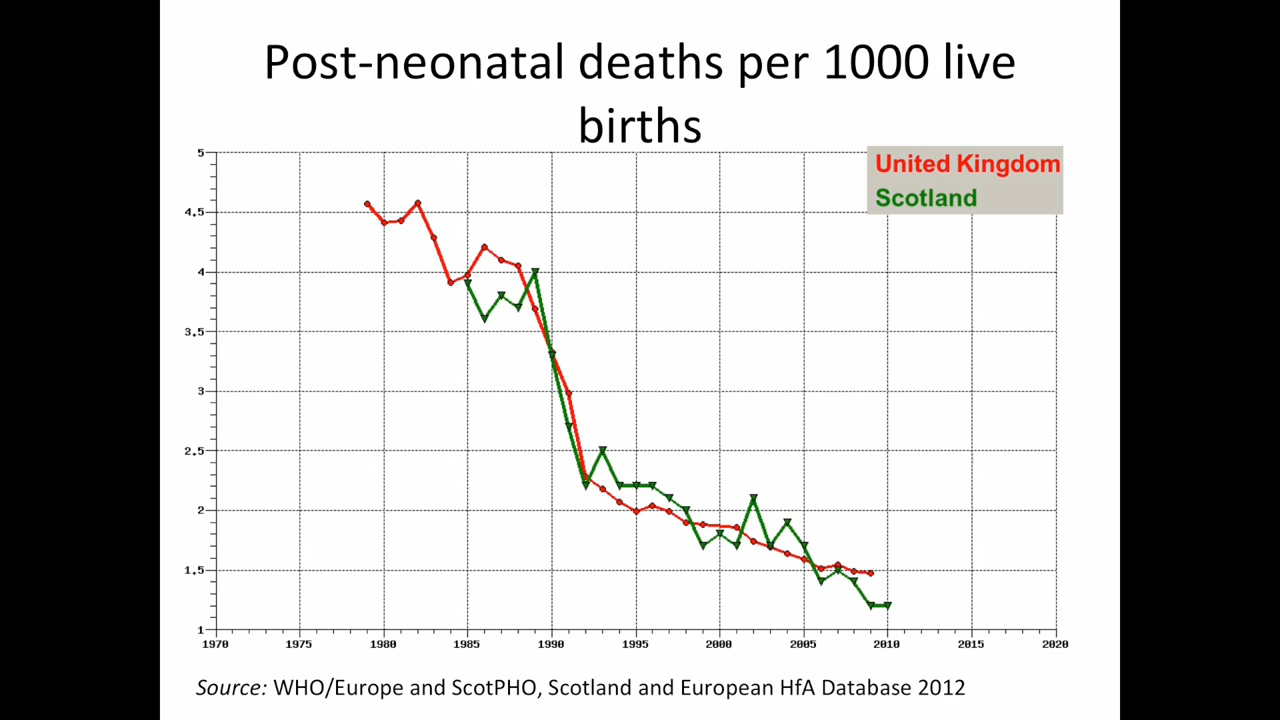 Post-neonatal deaths per 1000 live
births
United Kingdom
Scotland
5
4.5
4
3.5
3
2.5
2
1.5
1
1970 1975 1980 1985 1990 1995 2000 2005 2010 2015 2020
Source: WHO/Europe and ScotPHO, Scotland and European HfA Database 2012